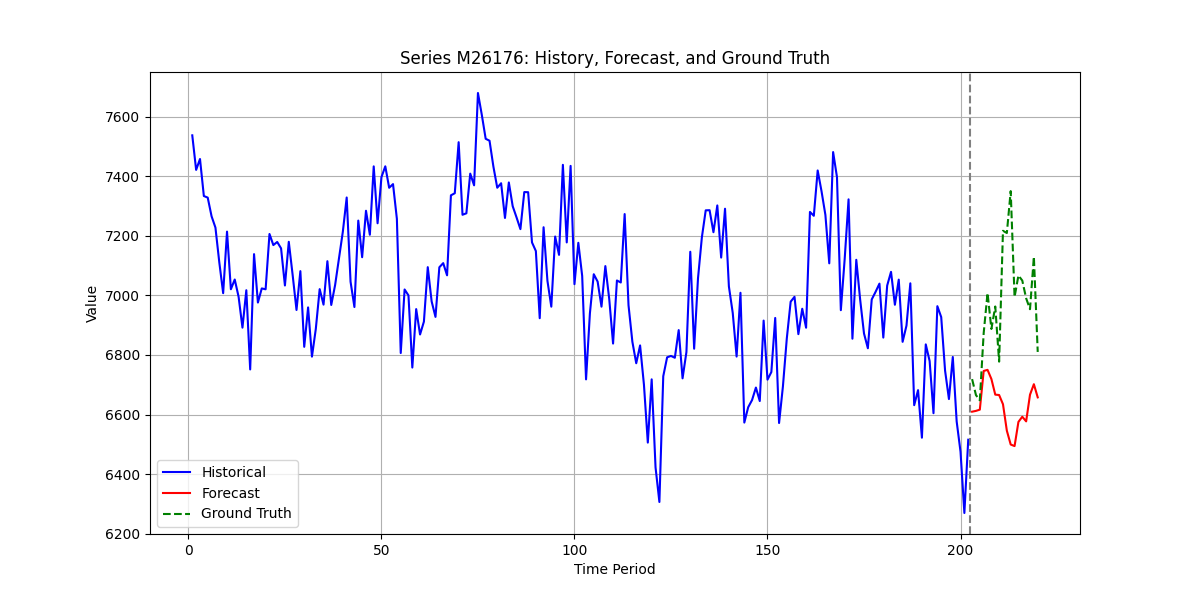 Series M26176: History, Forecast, and Ground Truth
Value
7600
7400
7200
7000
6800
6600
6400
6200
Historical
Forecast
Ground Truth
0 50 100 150 200
Time Period